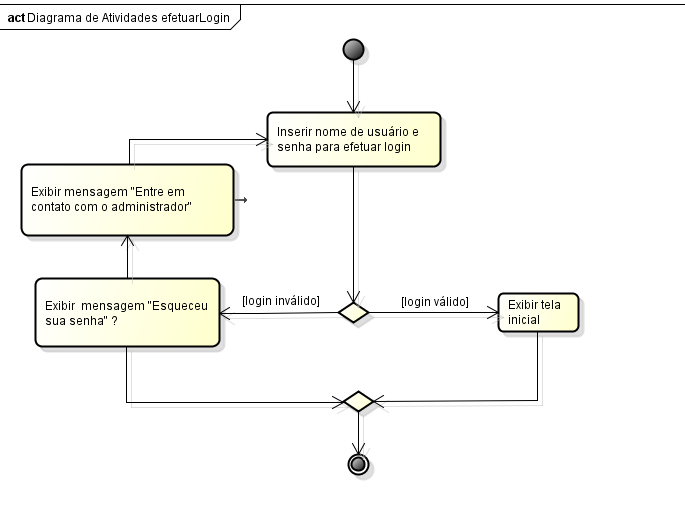 act Diagrama de Atividades efetuarLogin
Inserir nome de usuário e
senha para efetuar login
Exibir mensagem "Entre em
contato com o administrador"
Exibir mensagem "Esqueceu
sua senha" ?
[login inválido]
[login válido]
Exibir tela
inicial